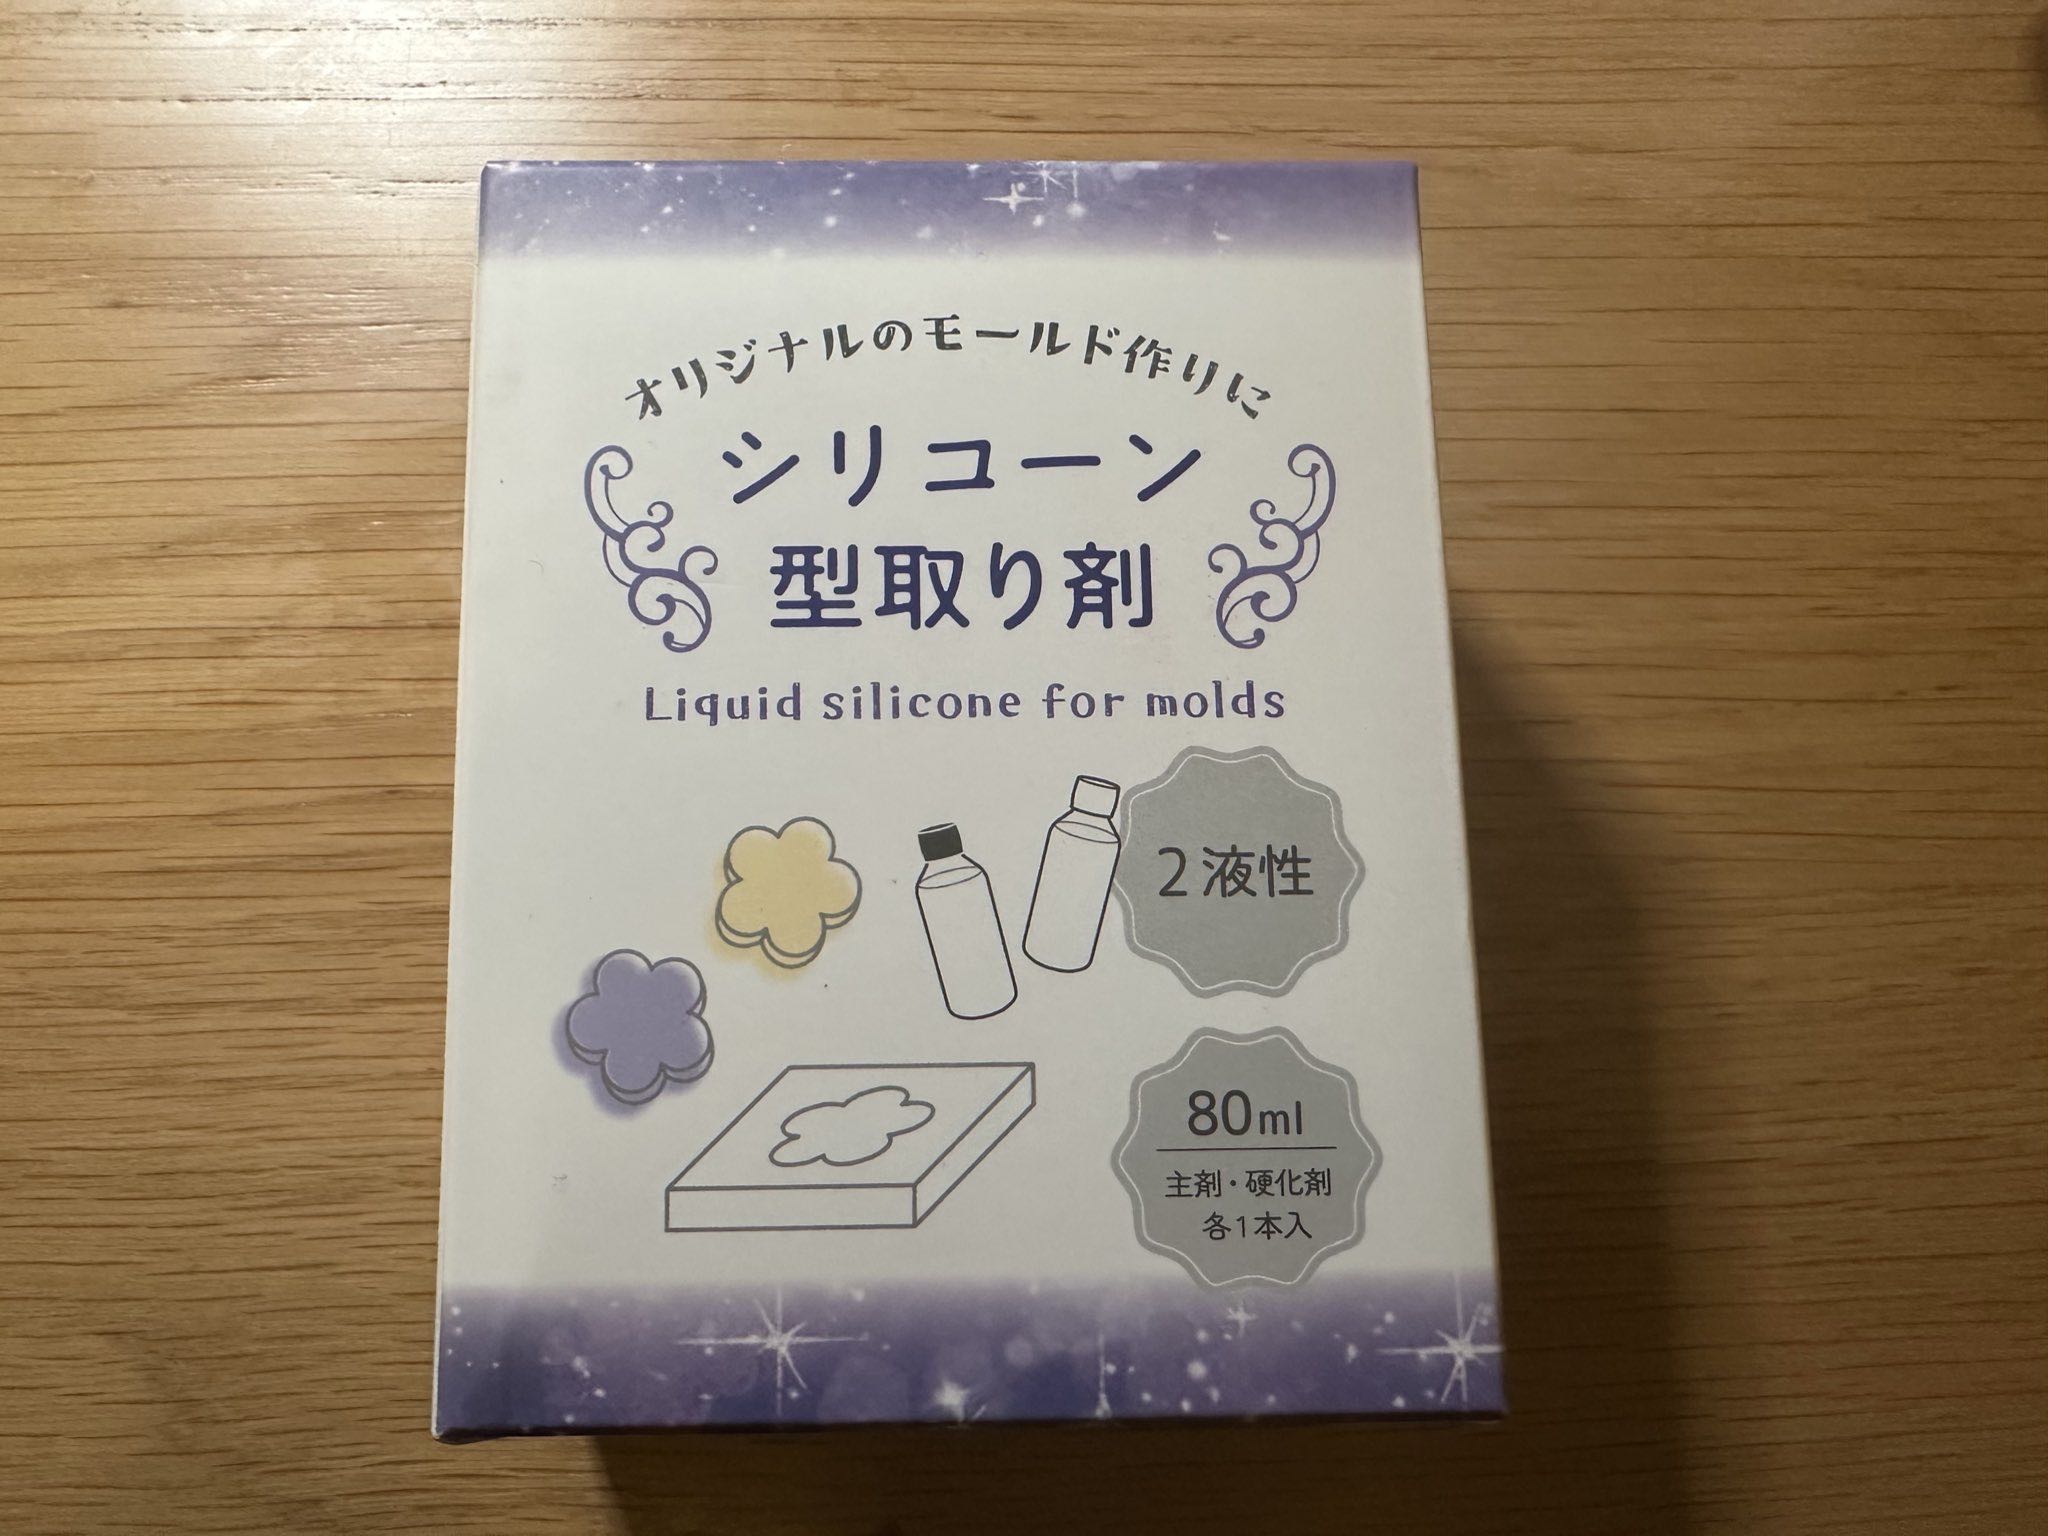 オリジナルのモールド作りに
シリコーン
型取り剤
Liquid silicone for molds
2液性
80ml
主剤・硬化剤
各1本入